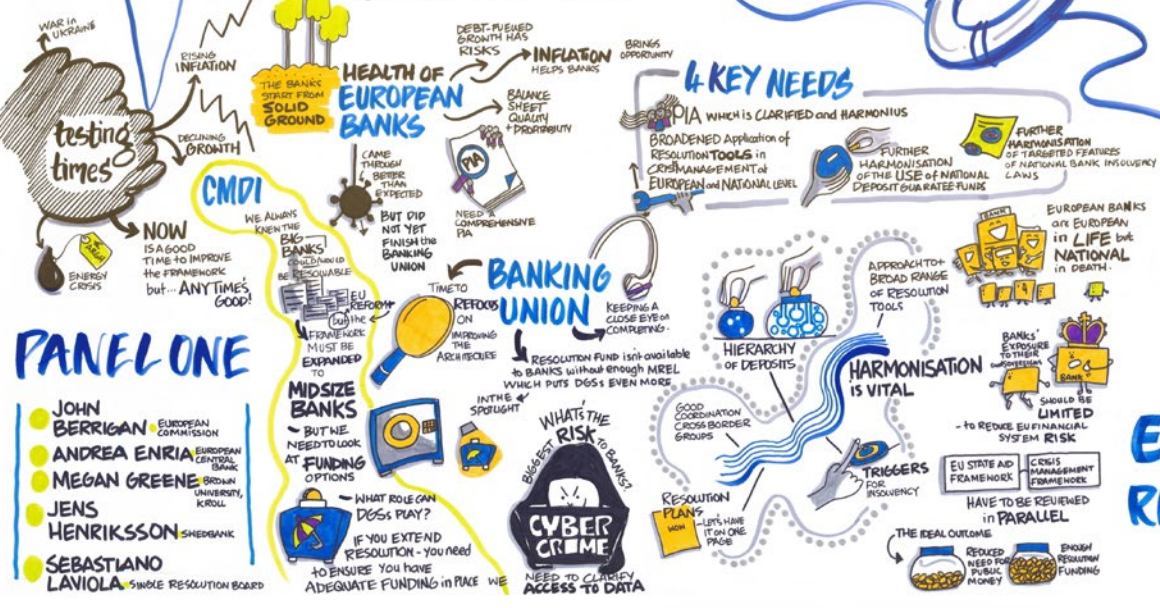 WAR in
UKRAINE
RISING
INFLATION
testing
times
DECLINING
GROWTH
NOW
IS A GOOD
TIME to IMPROVE
the FRAMEWORK
but... ANYTIME'S
GOOD!
ENERGY
CRISIS
THE BANKS
START FROM
SOLID
GROUND
HEALTH OF
EUROPEAN
BANKS
DEBT-FUELLED
GROWTH HAS
RISKS
INFLATION
HELPS BANKS
BALANCE
SHEET
QUALITY
+ PROFITABILITY
PIA
NEED A
COMPREHENSIVE
PIA
CAME
THROUGH
BETTER
THAN
EXPECTED
BUT DID
NOT YET
FINISH the
BANKING
UNION
BRINGS
OPPORTUNITY
4 KEY NEEDS
PIA WHICH is CLARIFIED and HARMONIUS
BROADENED Application of
RESOLUTION TOOLS in
CRISISMANAGEMENT at
EUROPEAN and NATIONAL LEVEL
FURTHER
HARMONISATION
OF THE USE of NATIONAL
DEPOSIT GUARATEE FUNDS
FURTHER
HARMONISATION
OF TARGETED FEATURES
OF NATIONAL BANK INSOLVENCY
LAWS
CMDI
WE ALWAYS
KNEW THE
BIG
BANKS
COULD/WOULD
BE RESOLVABLE
EU
REFORM
but the
FRAMEWORK
MUST BE
EXPANDED
TO
MIDSIZE
BANKS
- BUT WE
NEED TO LOOK
AT FUNDING
OPTIONS
- WHAT ROLE CAN
DGSs PLAY?
IF YOU EXTEND
RESOLUTION - you need
to ENSURE YOU HAVE
ADEQUATE FUNDING in PLACE WE
BANKING
UNION
TIME TO
REFOCUS
ON
IMPROVING
THE
ARCHITECTURE
KEEPING A
CLOSE EYE on
COMPLETING.
RESOLUTION FUND isn't available
to BANKS without enough MREL
WHICH PUTS DGSs EVEN MORE
IN THE
SPOTLIGHT
WHAT'S THE
BIGGEST RISK TO BANKS?
CYBER
CRIME
NEED TO CLARIFY
ACCESS TO DATA
HIERARCHY
OF DEPOSITS
APPROACH TO +
BROAD RANGE
OF RESOLUTION
TOOLS
HARMONISATION
IS VITAL
GOOD
COORDINATION
CROSS BORDER
GROUPS
TRIGGERS
FOR
INSOLVENCY
RESOLUTION
PLANS
WOW
- LET'S HAVE
IT ON ONE
PAGE
BANK
EUROPEAN BANKS
are EUROPEAN
in LIFE but
NATIONAL
in DEATH.
BANKS'
EXPOSURE
TO THEIR
BANK
SHOULD BE
LIMITED
- to REDUCE EU FINANCIAL
SYSTEM RISK
EU STATE AID
FRAMEWORK
CRISIS
MANAGEMENT
FRAMEWORK
HAVE TO BE REVIEWED
in PARALLEL
THE IDEAL OUTCOME
REDUCED
NEED FOR
PUBLIC
MONEY
ENOUGH
RESOLUTION
FUNDING
PANEL ONE
JOHN
BERRIGAN EUROPEAN
COMMISSION
ANDREA ENRIA EUROPEAN
CENTRAL
BANK
MEGAN GREENE BROWN
UNIVERSITY,
KROLL
JENS
HENRIKSSON SWEDBANK
SEBASTIANO
LAVIOLA SINGLE RESOLUTION BOARD